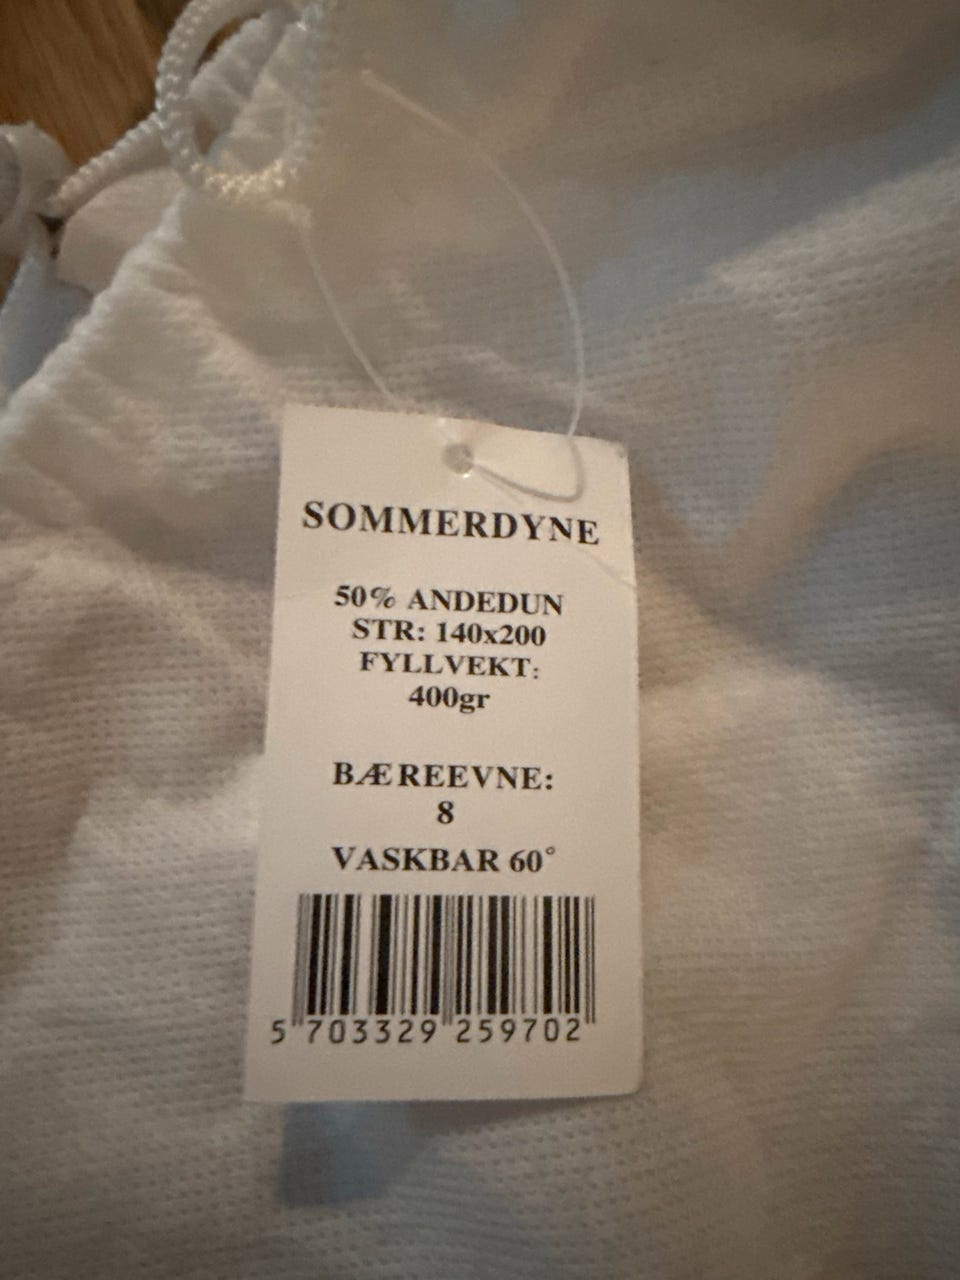 SOMMERDYNE
50% ANDEDUN
STR: 140x200
FYLLVEKT:
400gr
BÆREEVNE:
8
VASKBAR 60°
5 703329 259702